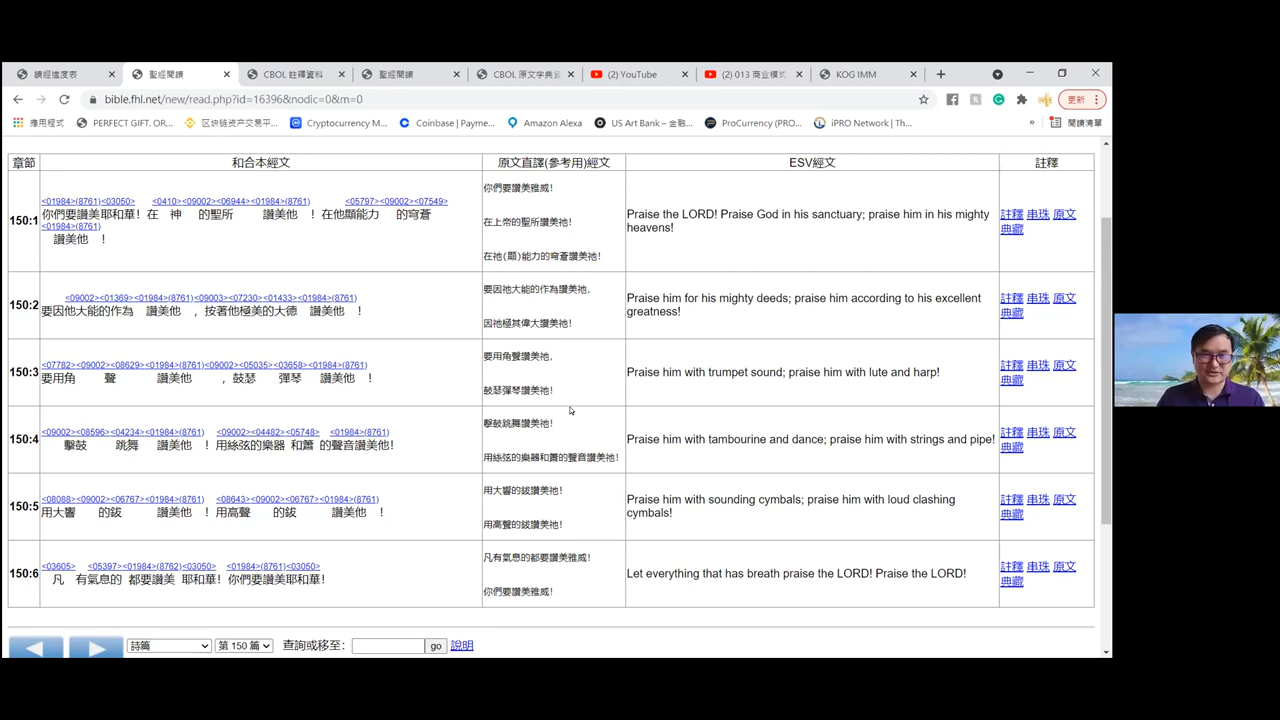 讀經進度表
聖經閱讀
CBOL 註釋資料
聖經閱讀
CBOL 原文字典
(2) YouTube
(2) 013 商业模式
KOG IMM
bible.fhl.net/new/read.php?id=16396&nodic=0&m=0
更新
應用程式
PERFECT GIFT. OR...
区块链资产交易平...
Cryptocurrency M...
Coinbase | Payme...
Amazon Alexa
US Art Bank – 金融...
ProCurrency (PRO...
iPRO Network | Th...
»
閱讀清單
章節 和合本經文 原文直譯(參考用)經文 ESV經文 註釋
150:1
<01984>(8761)<03050> <0410><09002><06944><01984>(8761) <05797><09002><07549>
你們要讚美耶和華! 在 神 的聖所 讚美他 ! 在他顯能力 的穹蒼
<01984>(8761)
讚美他 !
你們要讚美雅威!
在上帝的聖所讚美祂!
在祂(顯)能力的穹蒼讚美祂!
Praise the LORD! Praise God in his sanctuary; praise him in his mighty
heavens!
註釋 串珠 原文
典藏
150:2
<09002><01369><01984>(8761)<09003><07230><01433><01984>(8761)
要因他大能的作為 讚美他 , 按著他極美的大德 讚美他 !
要因祂大能的作為讚美祂,
因祂極其偉大讚美祂!
Praise him for his mighty deeds; praise him according to his excellent
greatness!
註釋 串珠 原文
典藏
150:3
<07782><09002><08629><01984>(8761)<09002><05035><03658><01984>(8761)
要用角 聲 讚美他 , 鼓瑟 彈琴 讚美他 !
要用角聲讚美祂,
鼓瑟彈琴讚美祂!
Praise him with trumpet sound; praise him with lute and harp!
註釋 串珠 原文
典藏
150:4
<09002><08596><04234><01984>(8761) <09002><04482><05748> <01984>(8761)
擊鼓 跳舞 讚美他 ! 用絲弦的樂器 和簫 的聲音讚美他!
擊鼓跳舞讚美祂!
用絲弦的樂器和簫的聲音讚美祂!
Praise him with tambourine and dance; praise him with strings and pipe!
註釋 串珠 原文
典藏
150:5
<08088><09002><06767><01984>(8761) <08643><09002><06767><01984>(8761)
用大響 的鈸 讚美他 ! 用高聲 的鈸 讚美他 !
用大響的鈸讚美祂!
用高聲的鈸讚美祂!
Praise him with sounding cymbals; praise him with loud clashing
cymbals!
註釋 串珠 原文
典藏
150:6
<03605> <05397><01984>(8762)<03050> <01984>(8761)<03050>
凡 有氣息的 都要讚美 耶和華! 你們要讚美耶和華!
凡有氣息的都要讚美雅威!
你們要讚美雅威!
Let everything that has breath praise the LORD! Praise the LORD!
註釋 串珠 原文
典藏
詩篇 第 150 篇 查詢或移至: go 說明